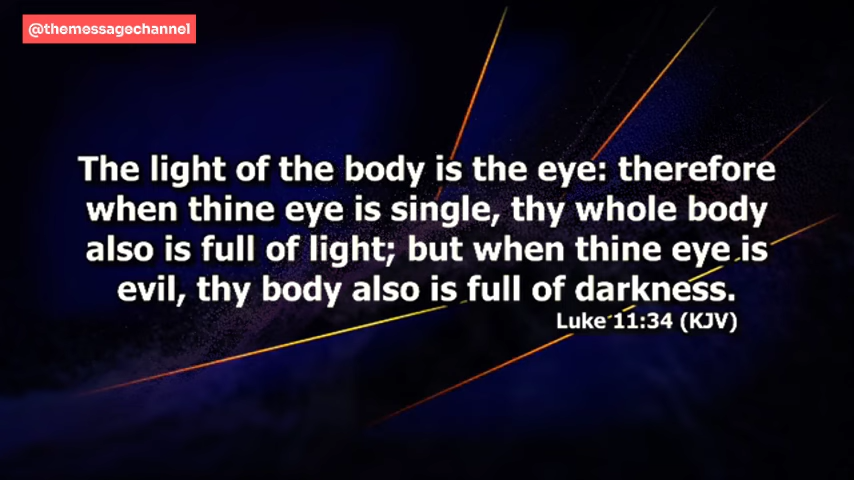 @themessagechannel
The light of the body is the eye: therefore
when thine eye is single, thy whole body
also is full of light; but when thine eye is
evil, thy body also is full of darkness.
Luke 11:34 (KJV)